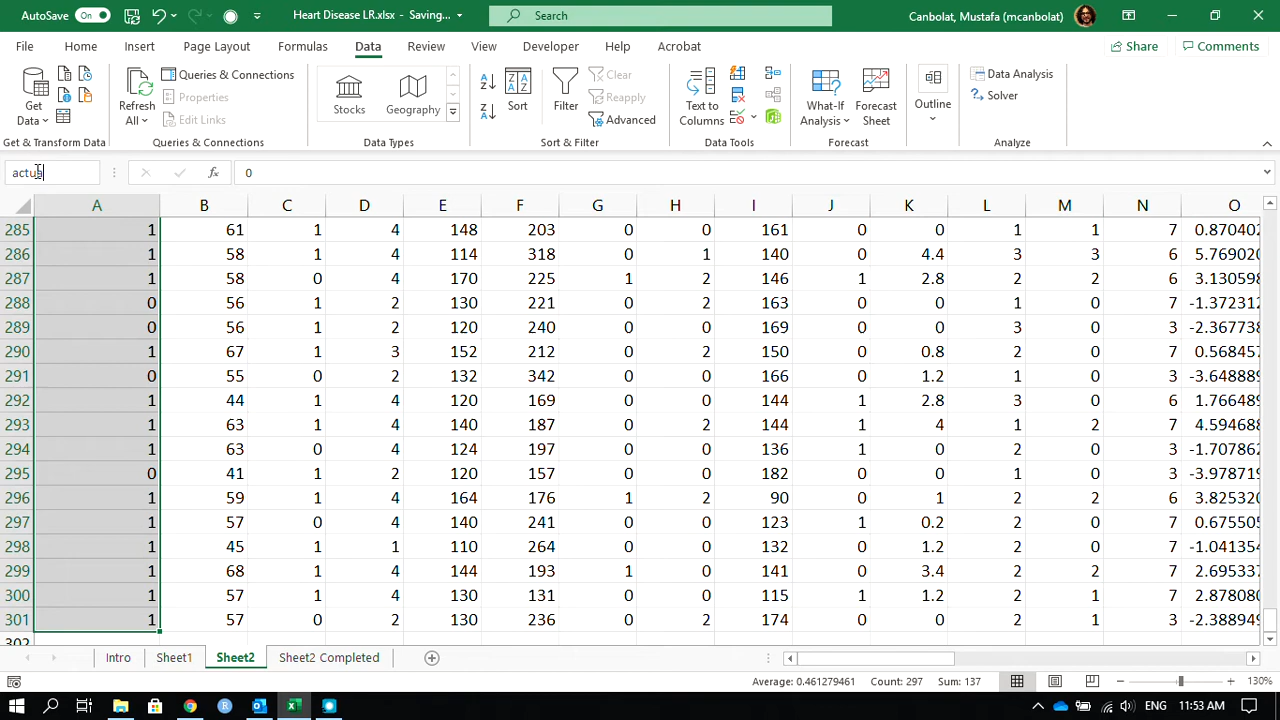 AutoSave On Heart Disease LR.xlsx - Saving... Search Canbolat, Mustafa (mcanbolat)
File Home Insert Page Layout Formulas Data Review View Developer Help Acrobat Share Comments
Get Data Refresh All Queries & Connections Properties Edit Links Stocks Geography Sort Filter Clear Reapply Advanced Text to Columns What-If Analysis Forecast Sheet Outline Data Analysis Solver
Get & Transform Data Queries & Connections Data Types Sort & Filter Data Tools Forecast Analyze
actua fx 0
A B C D E F G H I J K L M N O
285 1 61 1 4 148 203 0 0 161 0 0 1 1 7 0.870402
286 1 58 1 4 114 318 0 1 140 0 4.4 3 3 6 5.769020
287 1 58 0 4 170 225 1 2 146 1 2.8 2 2 6 3.130598
288 0 56 1 2 130 221 0 2 163 0 0 1 0 7 -1.372312
289 0 56 1 2 120 240 0 0 169 0 0 3 0 3 -2.367738
290 1 67 1 3 152 212 0 2 150 0 0.8 2 0 7 0.568457
291 0 55 0 2 132 342 0 0 166 0 1.2 1 0 3 -3.648889
292 1 44 1 4 120 169 0 0 144 1 2.8 3 0 6 1.766489
293 1 63 1 4 140 187 0 2 144 1 4 1 2 7 4.594688
294 1 63 0 4 124 197 0 0 136 1 0 2 0 3 -1.707862
295 0 41 1 2 120 157 0 0 182 0 0 1 0 3 -3.978719
296 1 59 1 4 164 176 1 2 90 0 1 2 2 6 3.825320
297 1 57 0 4 140 241 0 0 123 1 0.2 2 0 7 0.675505
298 1 45 1 1 110 264 0 0 132 0 1.2 2 0 7 -1.041354
299 1 68 1 4 144 193 1 0 141 0 3.4 2 2 7 2.695337
300 1 57 1 4 130 131 0 0 115 1 1.2 2 1 7 2.878080
301 1 57 0 2 130 236 0 2 174 0 0 2 1 3 -2.388949
302
Intro Sheet1 Sheet2 Sheet2 Completed
Average: 0.461279461 Count: 297 Sum: 137 130%
ENG 11:53 AM